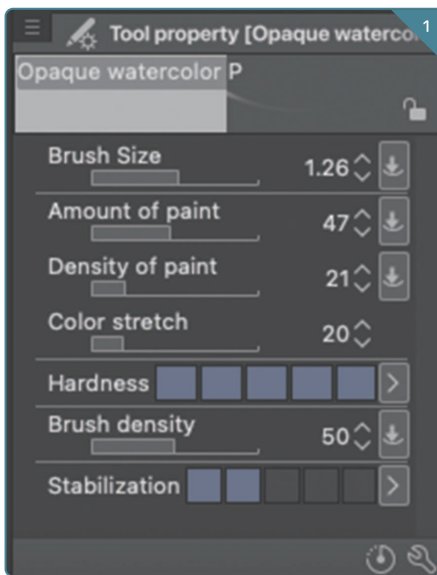 1
Tool property [Opaque waterco
Opaque watercolor P
Brush Size
1.26
Amount of paint
47
Density of paint
21
Color stretch
20
Hardness
Brush density
50
Stabilization